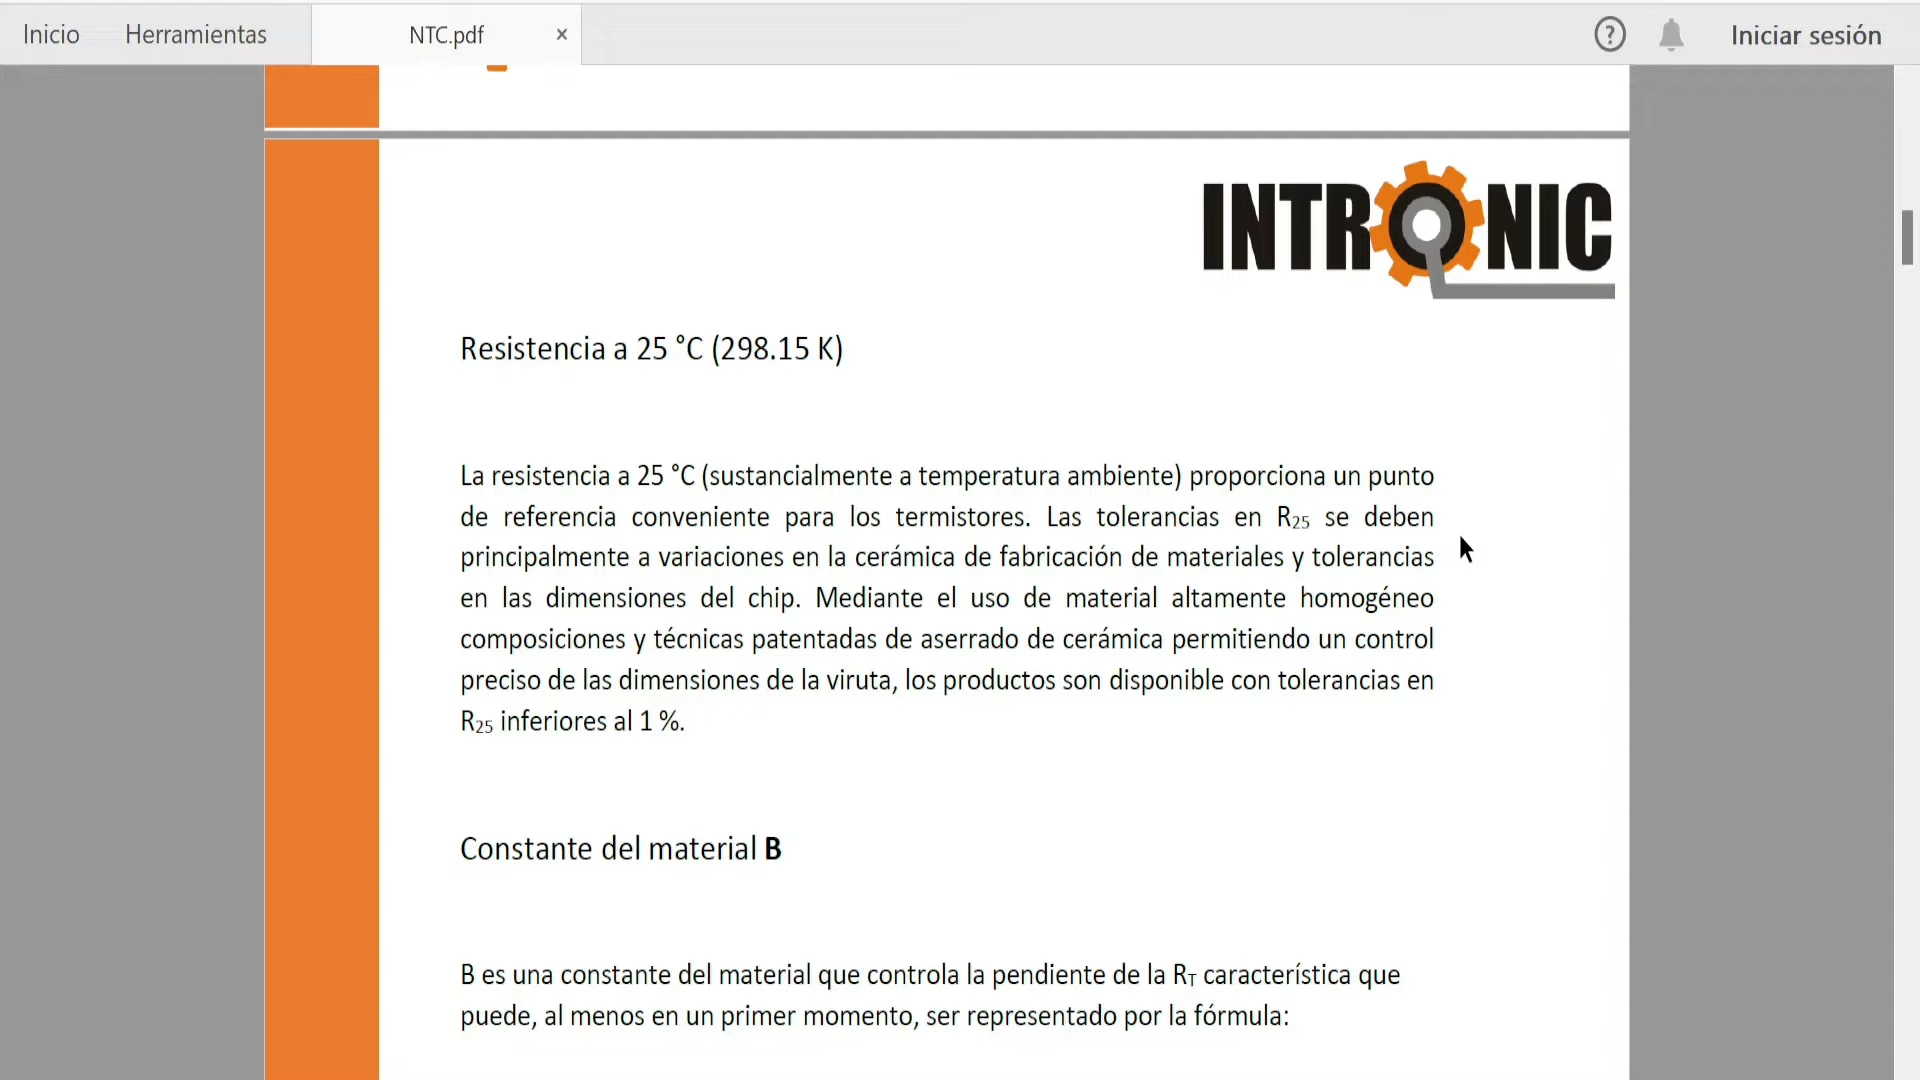 Inicio Herramientas NTC.pdf × ? Iniciar sesión
INTRONIC
Resistencia a 25 °C (298.15 K)
La resistencia a 25 °C (sustancialmente a temperatura ambiente) proporciona un punto
de referencia conveniente para los termistores. Las tolerancias en R25 se deben
principalmente a variaciones en la cerámica de fabricación de materiales y tolerancias
en las dimensiones del chip. Mediante el uso de material altamente homogéneo
composiciones y técnicas patentadas de aserrado de cerámica permitiendo un control
preciso de las dimensiones de la viruta, los productos son disponible con tolerancias en
R25 inferiores al 1 %.
Constante del material B
B es una constante del material que controla la pendiente de la RT característica que
puede, al menos en un primer momento, ser representado por la fórmula: